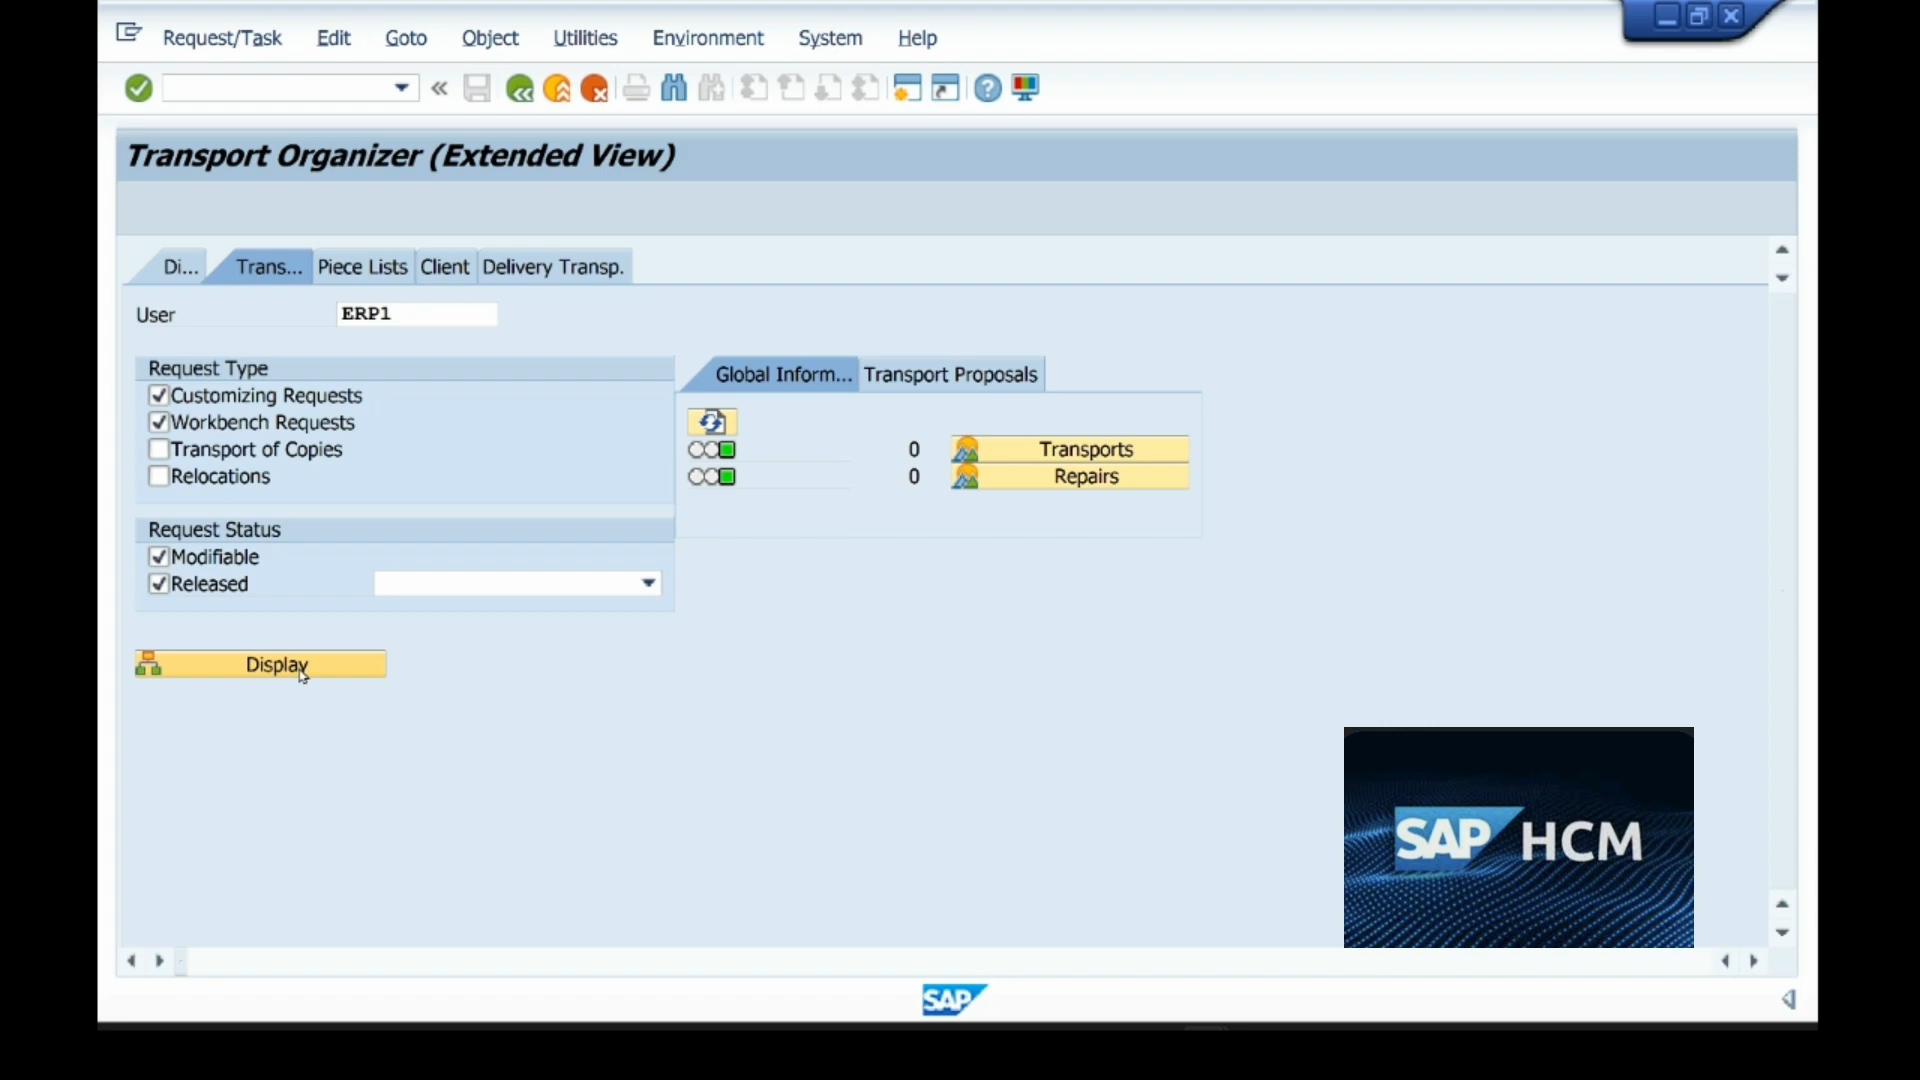 Request/Task Edit Goto Object Utilities Environment System Help
Transport Organizer (Extended View)
Di... Trans... Piece Lists Client Delivery Transp.
User ERP1
Request Type
Customizing Requests
Workbench Requests
Transport of Copies
Relocations
Global Inform... Transport Proposals
0 Transports
0 Repairs
Request Status
Modifiable
Released
Display
SAP HCM
SAP